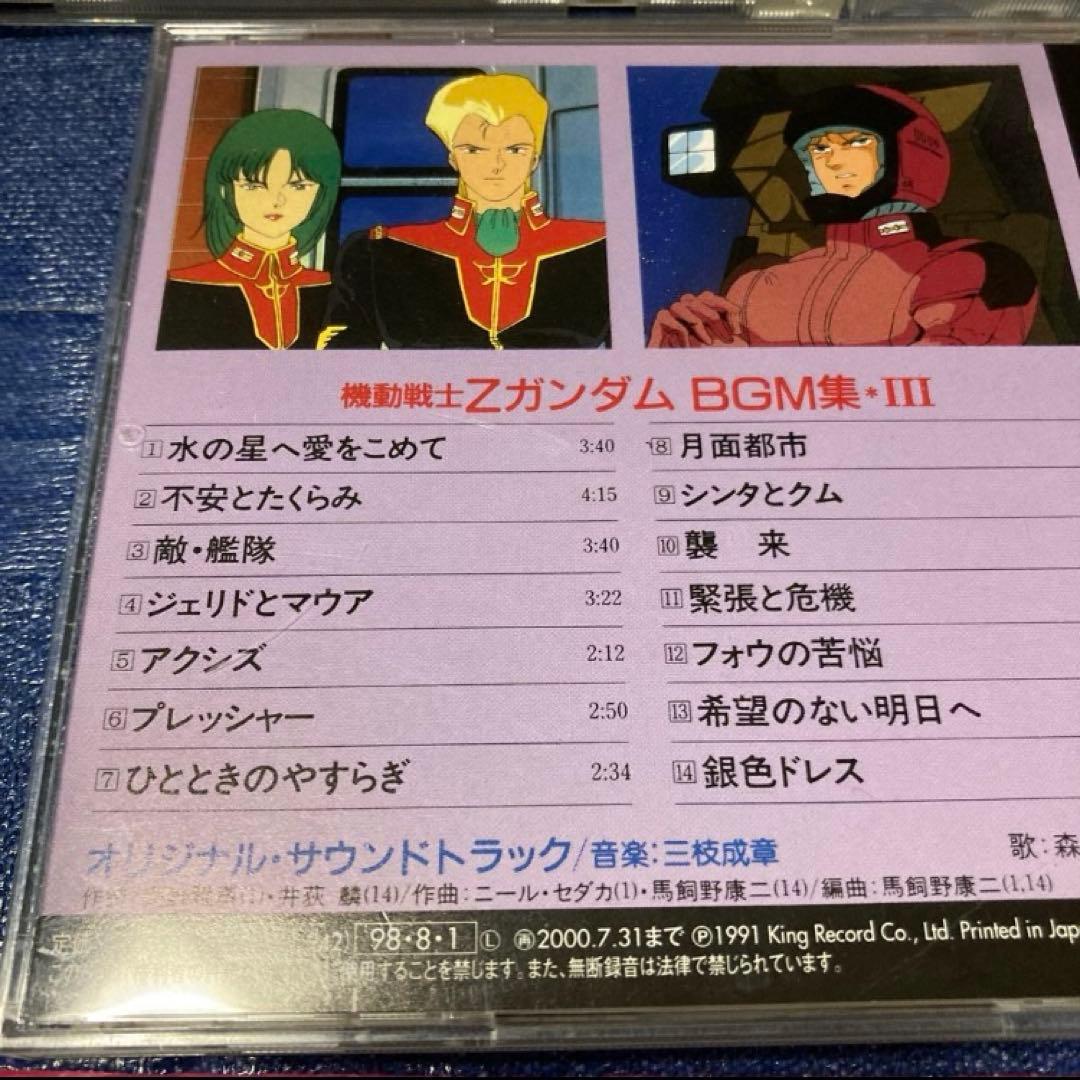 機動戦士Ζガンダム BGM集*III
1 水の星へ愛をこめて 3:40
2 不安とたくらみ 4:15
3 敵・艦隊 3:40
4 ジェリドとマウア 3:22
5 アクシズ 2:12
6 プレッシャー 2:50
7 ひとときのやすらぎ 2:34
8 月面都市
9 シンタとクム
10 襲 来
11 緊張と危機
12 フォウの苦悩
13 希望のない明日へ
14 銀色ドレス
オリジナル・サウンドトラック/音楽:三枝成章
歌:森
井荻 麟(14)/作曲:ニール・セダカ(1)・馬飼野康二(14)/編曲:馬飼野康二(1,14)
98・8・1 Ⓛ ㊥2000.7.31まで Ⓟ1991 King Record Co., Ltd. Printed in Jap
使用することを禁じます。また、無断録音は法律で禁じられています。